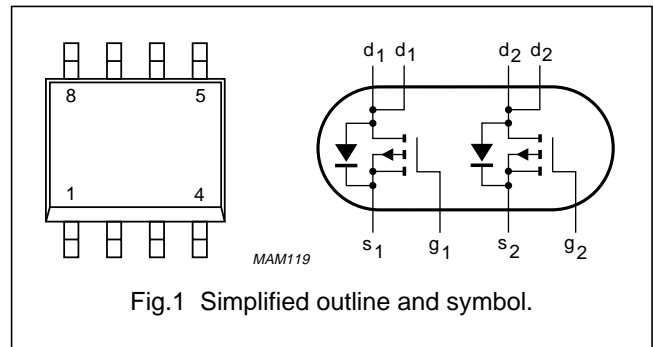 d1 d1 d2 d2
8 5
1 4
s1 g1 s2 g2
MAM119
Fig.1 Simplified outline and symbol.